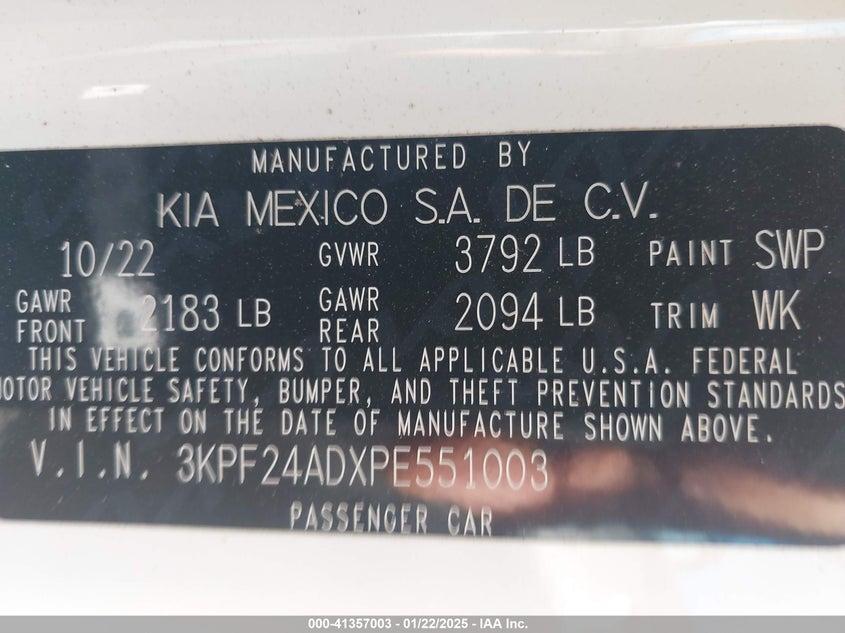 MANUFACTURED BY
KIA MEXICO S.A. DE C.V.
10/22 GVWR 3792 LB PAINT SWP
GAWR FRONT 2183 LB GAWR REAR 2094 LB TRIM WK
THIS VEHICLE CONFORMS TO ALL APPLICABLE U.S.A. FEDERAL
MOTOR VEHICLE SAFETY, BUMPER, AND THEFT PREVENTION STANDARDS
IN EFFECT ON THE DATE OF MANUFACTURE SHOWN ABOVE.
V.I.N. 3KPF24ADXPE551003
PASSENGER CAR
000-41357003 - 01/22/2025 - IAA Inc.